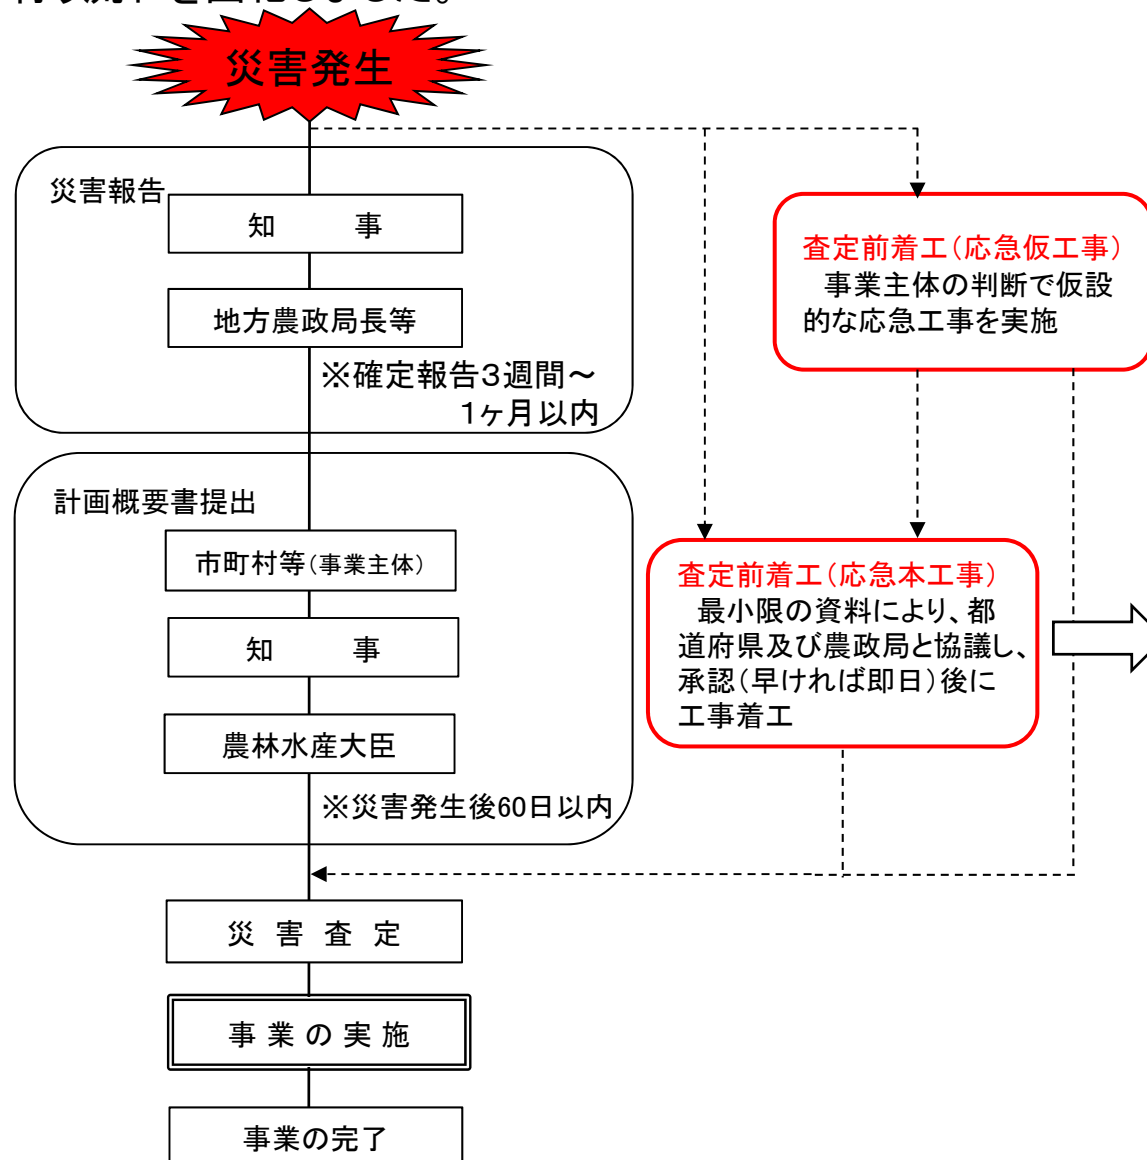 災害発生
災害報告
知　　事
地方農政局長等
※確定報告３週間～
１ヶ月以内
計画概要書提出
市町村等（事業主体）
知　　事
農林水産大臣
※災害発生後60日以内
災 害 査 定
事 業 の 実 施
事業の完了
査定前着工（応急仮工事）
事業主体の判断で仮設
的な応急工事を実施
査定前着工（応急本工事）
最小限の資料により、都
道府県及び農政局と協議し、
承認（早ければ即日）後に
工事着工